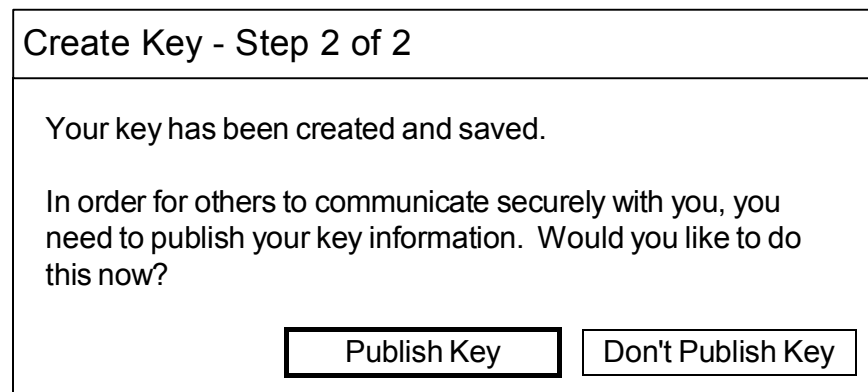 Create Key - Step 2 of 2
Your key has been created and saved.
In order for others to communicate securely with you, you
need to publish your key information.  Would you like to do
this now?
Publish Key
Don't Publish Key